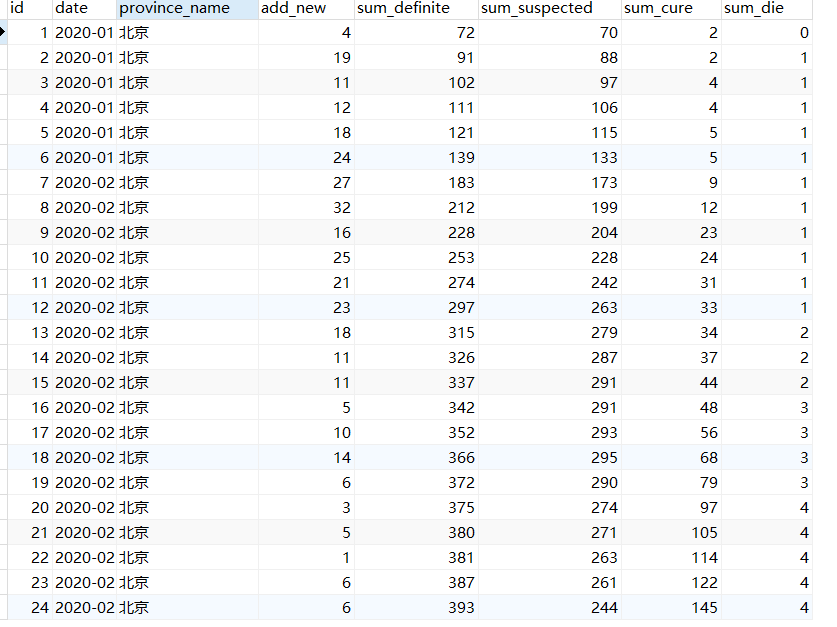 id date province_name add_new sum_definite sum_suspected sum_cure sum_die
1 2020-01 北京 4 72 70 2 0
2 2020-01 北京 19 91 88 2 1
3 2020-01 北京 11 102 97 4 1
4 2020-01 北京 12 111 106 4 1
5 2020-01 北京 18 121 115 5 1
6 2020-01 北京 24 139 133 5 1
7 2020-02 北京 27 183 173 9 1
8 2020-02 北京 32 212 199 12 1
9 2020-02 北京 16 228 204 23 1
10 2020-02 北京 25 253 228 24 1
11 2020-02 北京 21 274 242 31 1
12 2020-02 北京 23 297 263 33 1
13 2020-02 北京 18 315 279 34 2
14 2020-02 北京 11 326 287 37 2
15 2020-02 北京 11 337 291 44 2
16 2020-02 北京 5 342 291 48 3
17 2020-02 北京 10 352 293 56 3
18 2020-02 北京 14 366 295 68 3
19 2020-02 北京 6 372 290 79 3
20 2020-02 北京 3 375 274 97 4
21 2020-02 北京 5 380 271 105 4
22 2020-02 北京 1 381 263 114 4
23 2020-02 北京 6 387 261 122 4
24 2020-02 北京 6 393 244 145 4